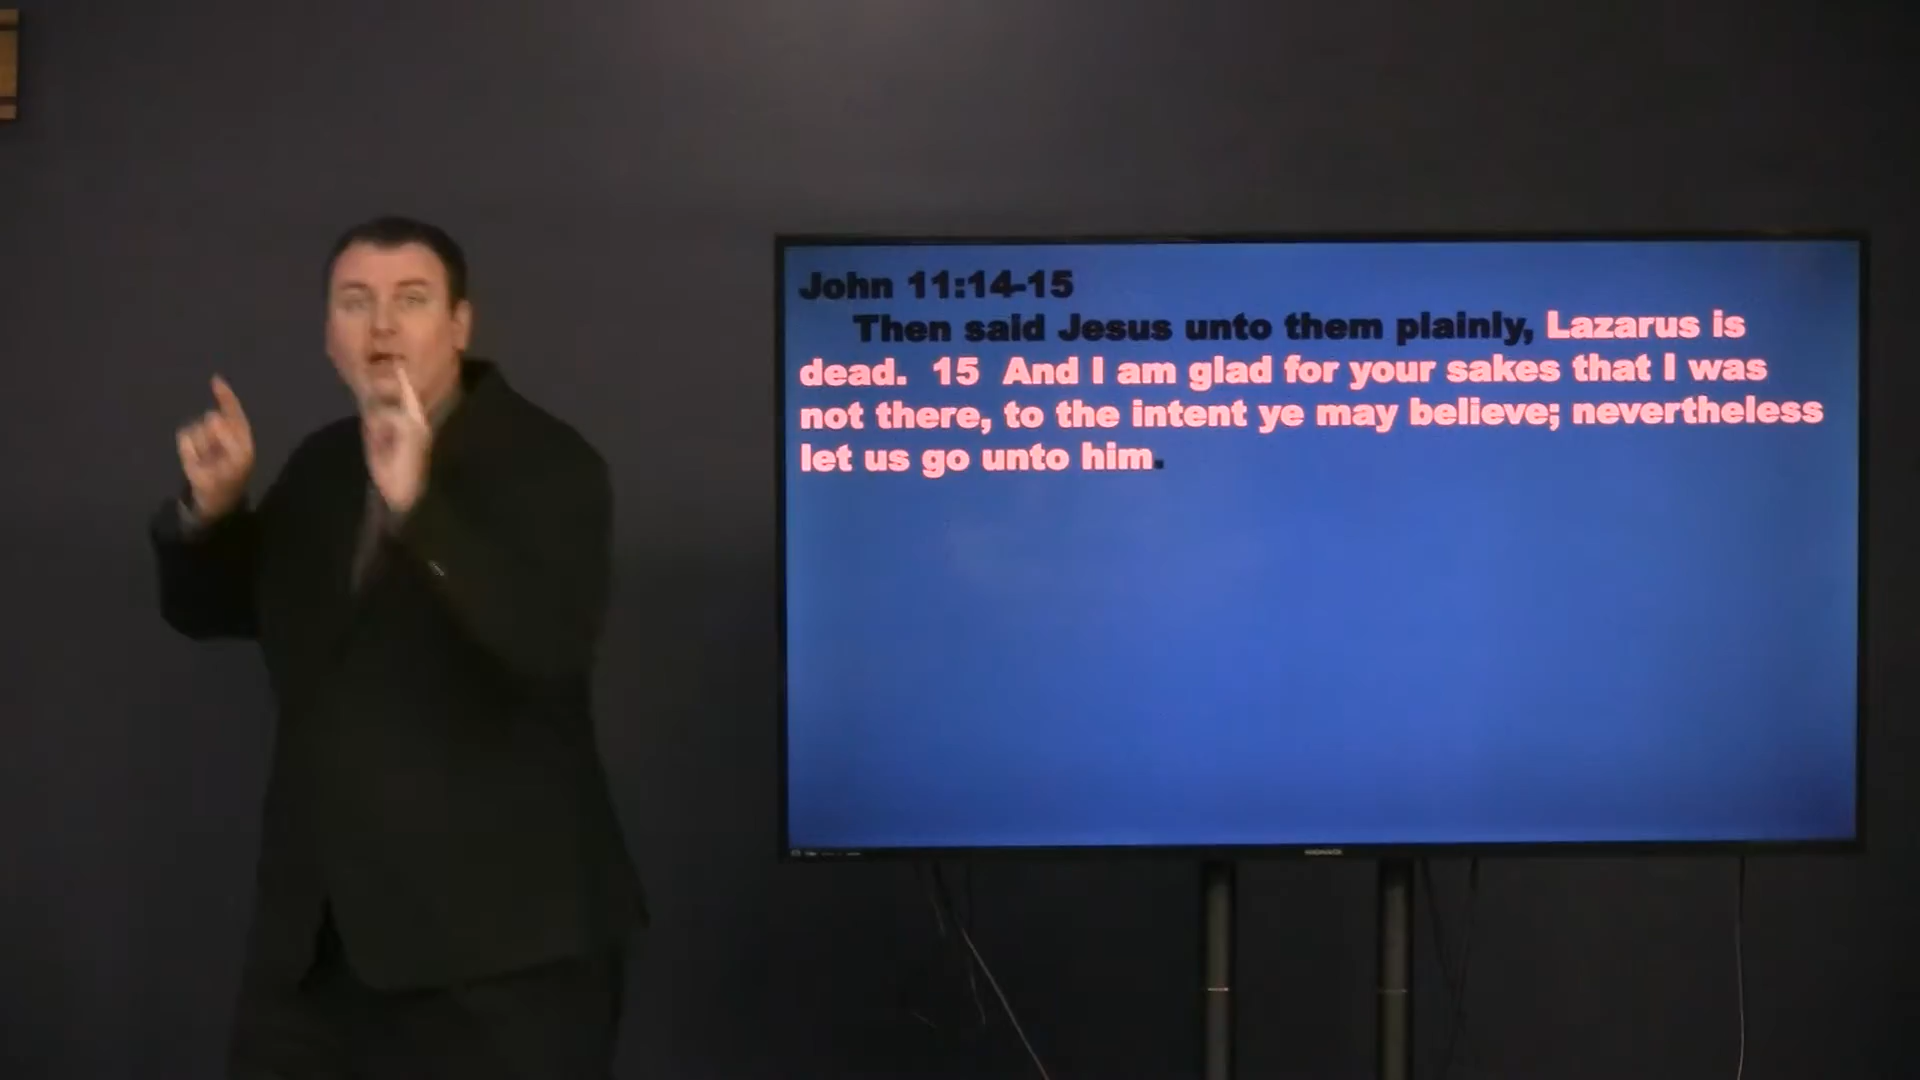 John 11:14-15
Then said Jesus unto them plainly, Lazarus is
dead. 15 And I am glad for your sakes that I was
not there, to the intent ye may believe; nevertheless
let us go unto him.